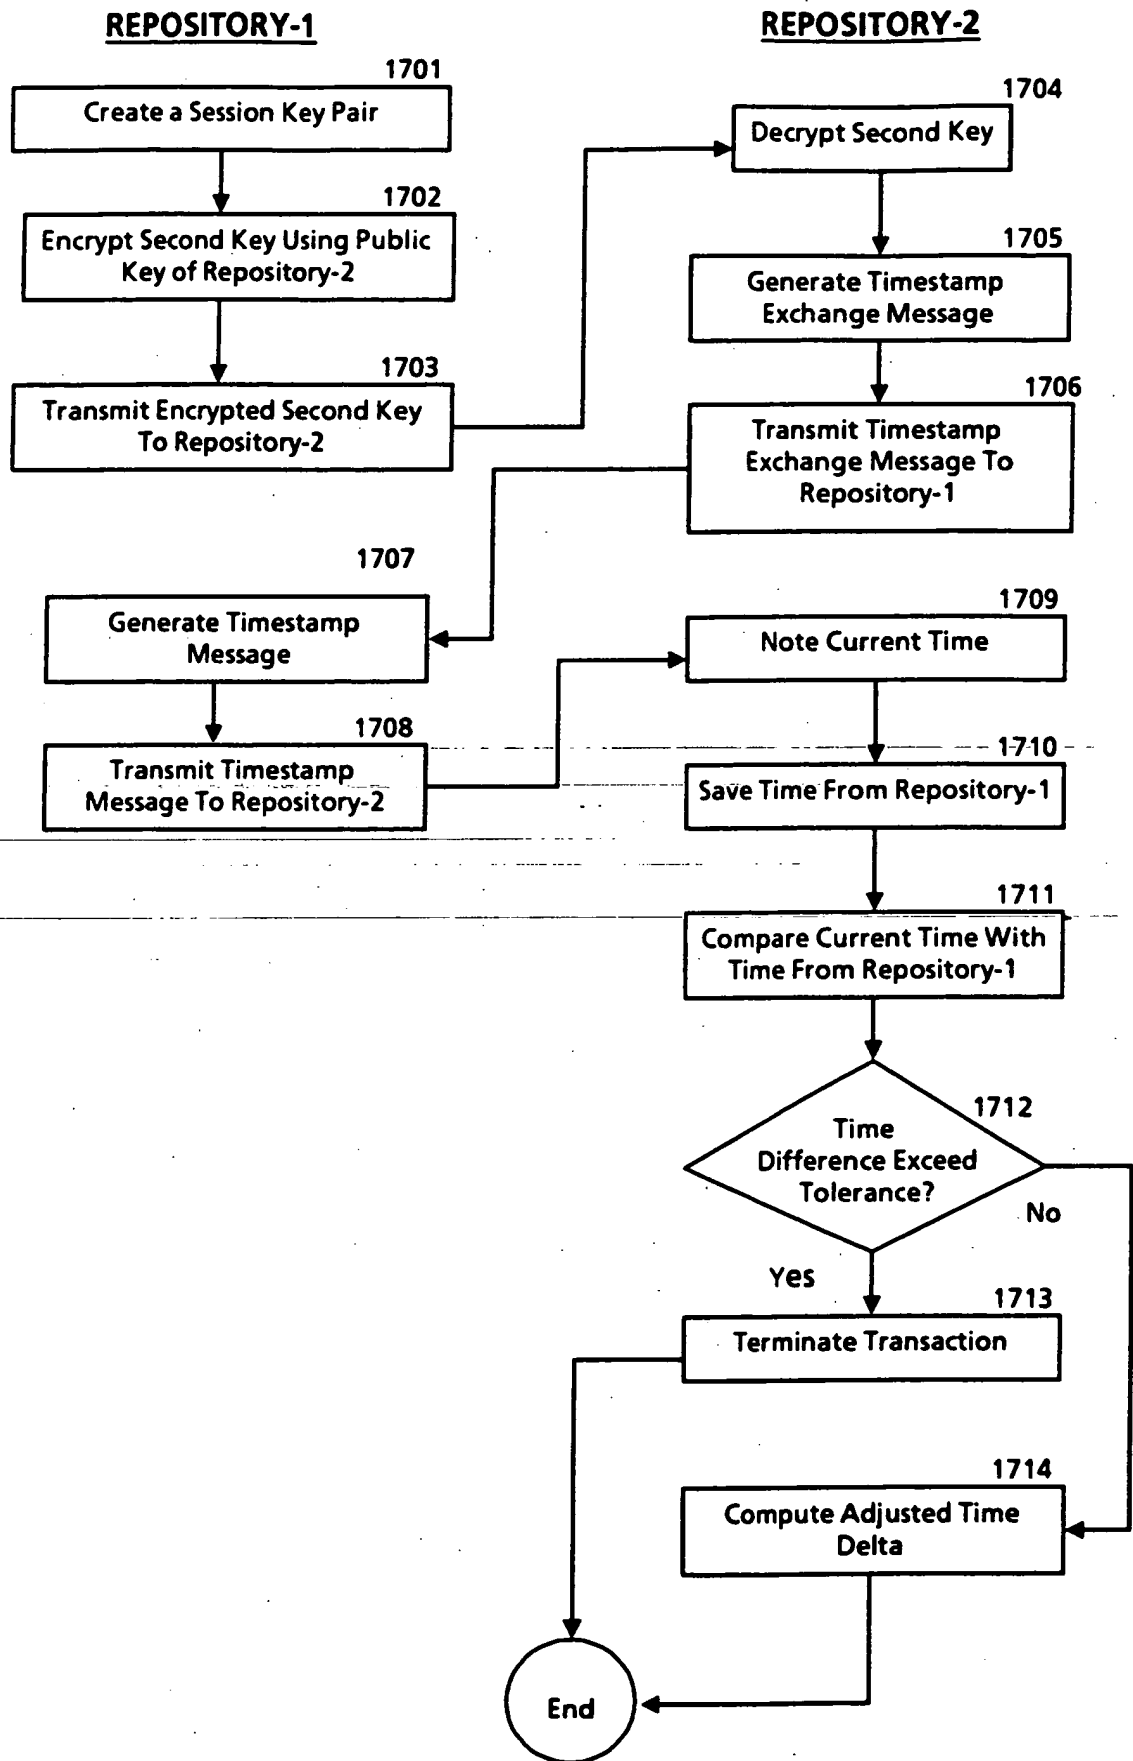 REPOSITORY-1
REPOSITORY-2
1701
Create a Session Key Pair
1702
Encrypt Second Key Using Public
Key of Repository-2
1703
Transmit Encrypted Second Key
To Repository-2
1704
Decrypt Second Key
1705
Generate Timestamp
Exchange Message
1706
Transmit Timestamp
Exchange Message To
Repository-1
1707
Generate Timestamp
Message
1708
Transmit Timestamp
Message To Repository-2
1709
Note Current Time
1710
Save Time From Repository-1
1711
Compare Current Time With
Time From Repository-1
1712
Time
Difference Exceed
Tolerance?
No
Yes
1713
Terminate Transaction
1714
Compute Adjusted Time
Delta
End